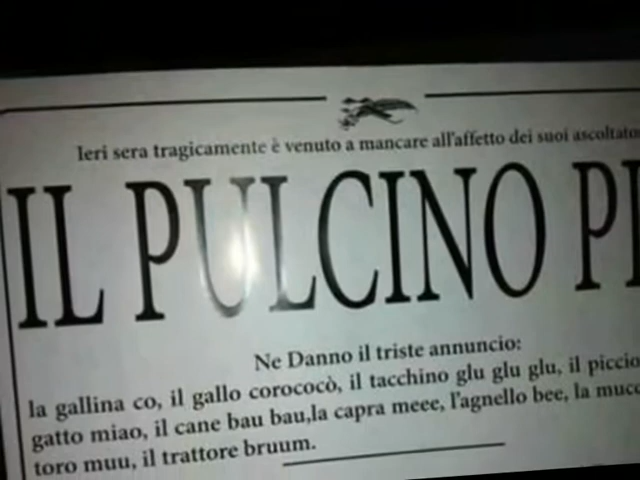 Ieri sera tragicamente è venuto a mancare all'affetto dei suoi ascoltato
IL PULCINO PI
Ne Danno il triste annuncio:
la gallina co, il gallo corococò, il tacchino glu glu glu, il piccio
gatto miao, il cane bau bau,la capra meee, l'agnello bee, la mucc
toro muu, il trattore bruum.